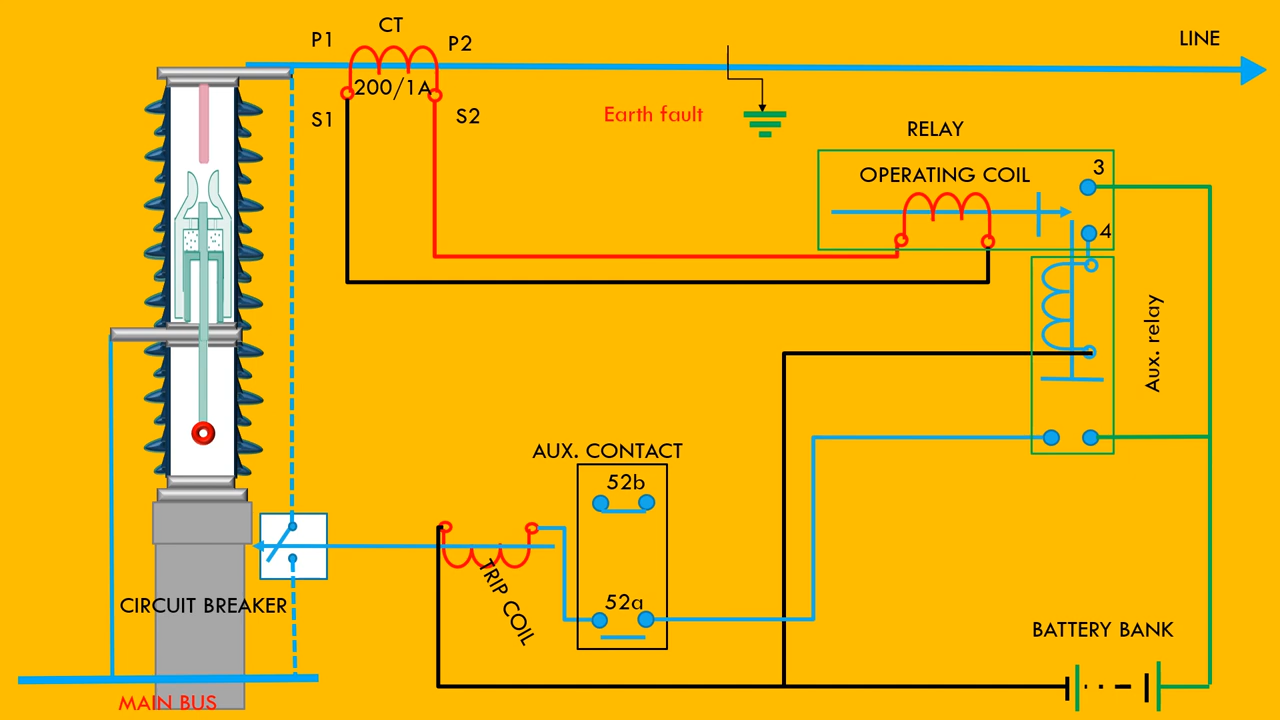 CT
P1
P2
LINE
200/1A
S1
S2
Earth fault
RELAY
OPERATING COIL
3
4
Aux. relay
AUX. CONTACT
52b
TRIP COIL
52a
CIRCUIT BREAKER
BATTERY BANK
MAIN BUS